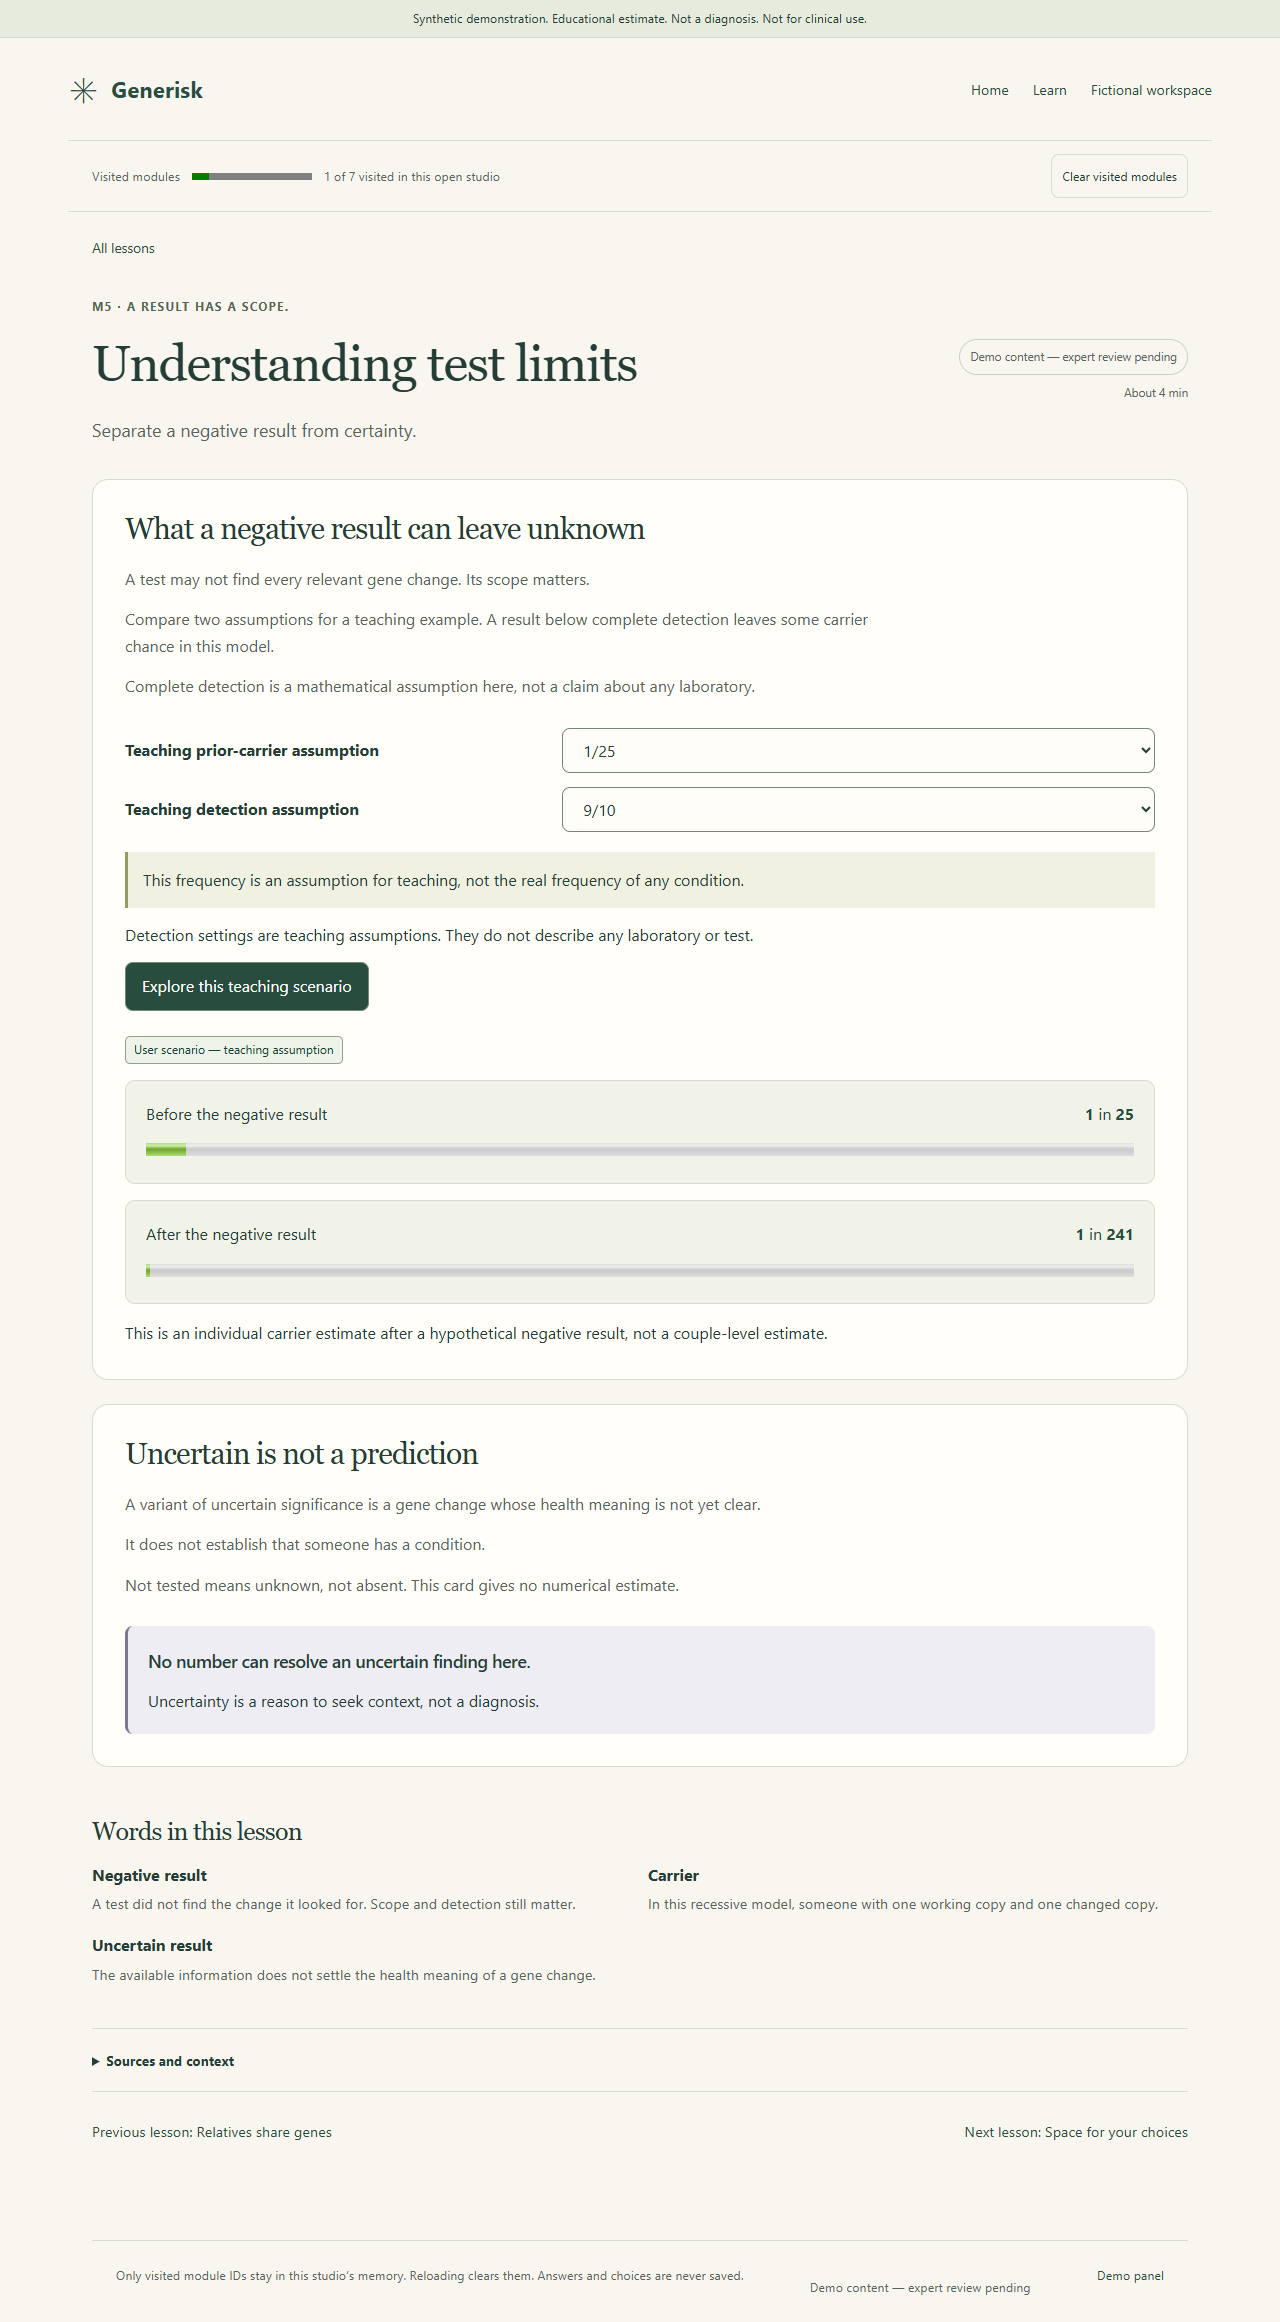 Synthetic demonstration. Educational estimate. Not a diagnosis. Not for clinical use.
Generisk
Home
Learn
Fictional workspace
Visited modules
1 of 7 visited in this open studio
Clear visited modules
All lessons
M5 · A RESULT HAS A SCOPE.
Understanding test limits
Demo content — expert review pending
About 4 min
Separate a negative result from certainty.
What a negative result can leave unknown
A test may not find every relevant gene change. Its scope matters.
Compare two assumptions for a teaching example. A result below complete detection leaves some carrier
chance in this model.
Complete detection is a mathematical assumption here, not a claim about any laboratory.
Teaching prior-carrier assumption
1/25
Teaching detection assumption
9/10
This frequency is an assumption for teaching, not the real frequency of any condition.
Detection settings are teaching assumptions. They do not describe any laboratory or test.
Explore this teaching scenario
User scenario — teaching assumption
Before the negative result
1 in 25
After the negative result
1 in 241
This is an individual carrier estimate after a hypothetical negative result, not a couple-level estimate.
Uncertain is not a prediction
A variant of uncertain significance is a gene change whose health meaning is not yet clear.
It does not establish that someone has a condition.
Not tested means unknown, not absent. This card gives no numerical estimate.
No number can resolve an uncertain finding here.
Uncertainty is a reason to seek context, not a diagnosis.
Words in this lesson
Negative result
A test did not find the change it looked for. Scope and detection still matter.
Carrier
In this recessive model, someone with one working copy and one changed copy.
Uncertain result
The available information does not settle the health meaning of a gene change.
Sources and context
Previous lesson: Relatives share genes
Next lesson: Space for your choices
Only visited module IDs stay in this studio's memory. Reloading clears them. Answers and choices are never saved.
Demo content — expert review pending
Demo panel